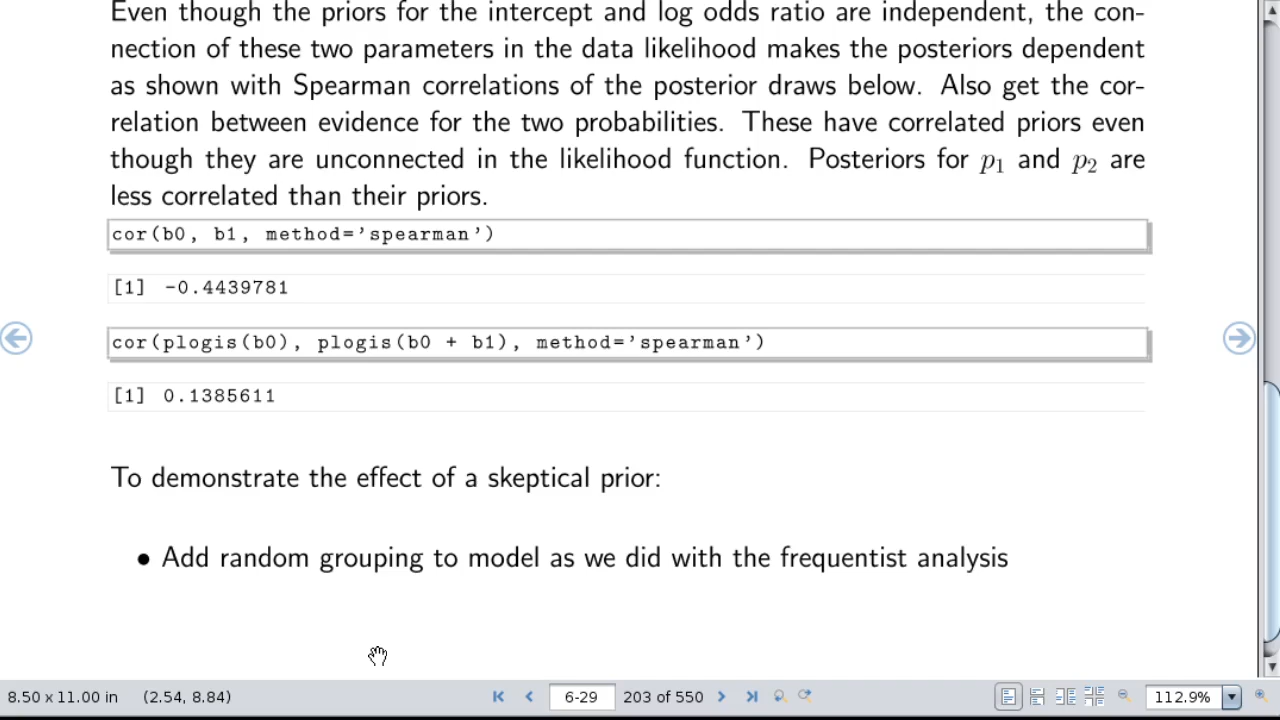 Even though the priors for the intercept and log odds ratio are independent, the con-
nection of these two parameters in the data likelihood makes the posteriors dependent
as shown with Spearman correlations of the posterior draws below. Also get the cor-
relation between evidence for the two probabilities. These have correlated priors even
though they are unconnected in the likelihood function. Posteriors for p1 and p2 are
less correlated than their priors.
cor(b0, b1, method='spearman')
[1] -0.4439781
cor(plogis(b0), plogis(b0 + b1), method='spearman')
[1] 0.1385611
To demonstrate the effect of a skeptical prior:
• Add random grouping to model as we did with the frequentist analysis
8.50 x 11.00 in (2.54, 8.84) 6-29 203 of 550 112.9%